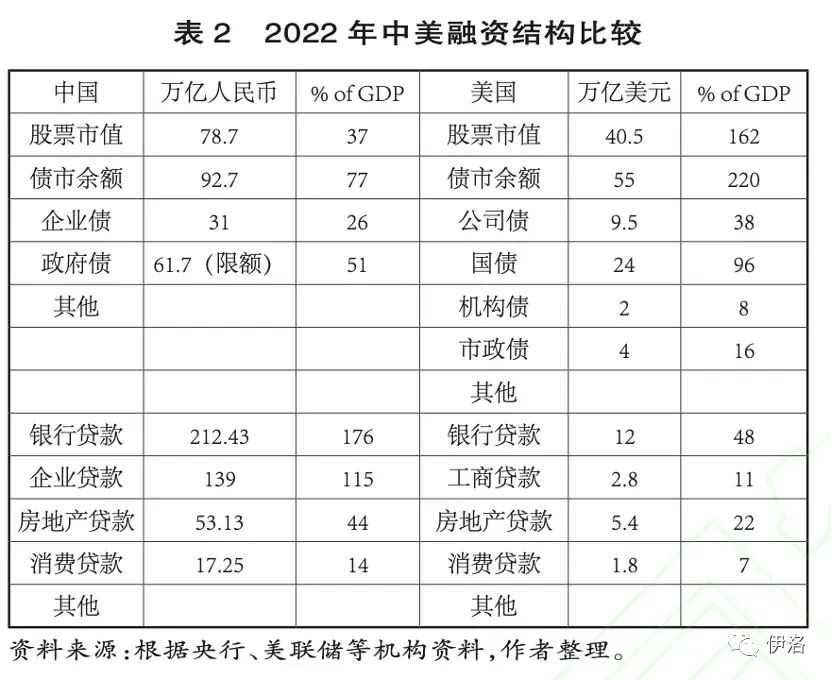 表 2 2022 年中美融资结构比较
中国 万亿人民币 % of GDP 美国 万亿美元 % of GDP
股票市值 78.7 37 股票市值 40.5 162
债市余额 92.7 77 债市余额 55 220
企业债 31 26 公司债 9.5 38
政府债 61.7（限额） 51 国债 24 96
其他 机构债 2 8
市政债 4 16
其他
银行贷款 212.43 176 银行贷款 12 48
企业贷款 139 115 工商贷款 2.8 11
房地产贷款 53.13 44 房地产贷款 5.4 22
消费贷款 17.25 14 消费贷款 1.8 7
其他 其他
资料来源：根据央行、美联储等机构资料，作者整理。
伊洛